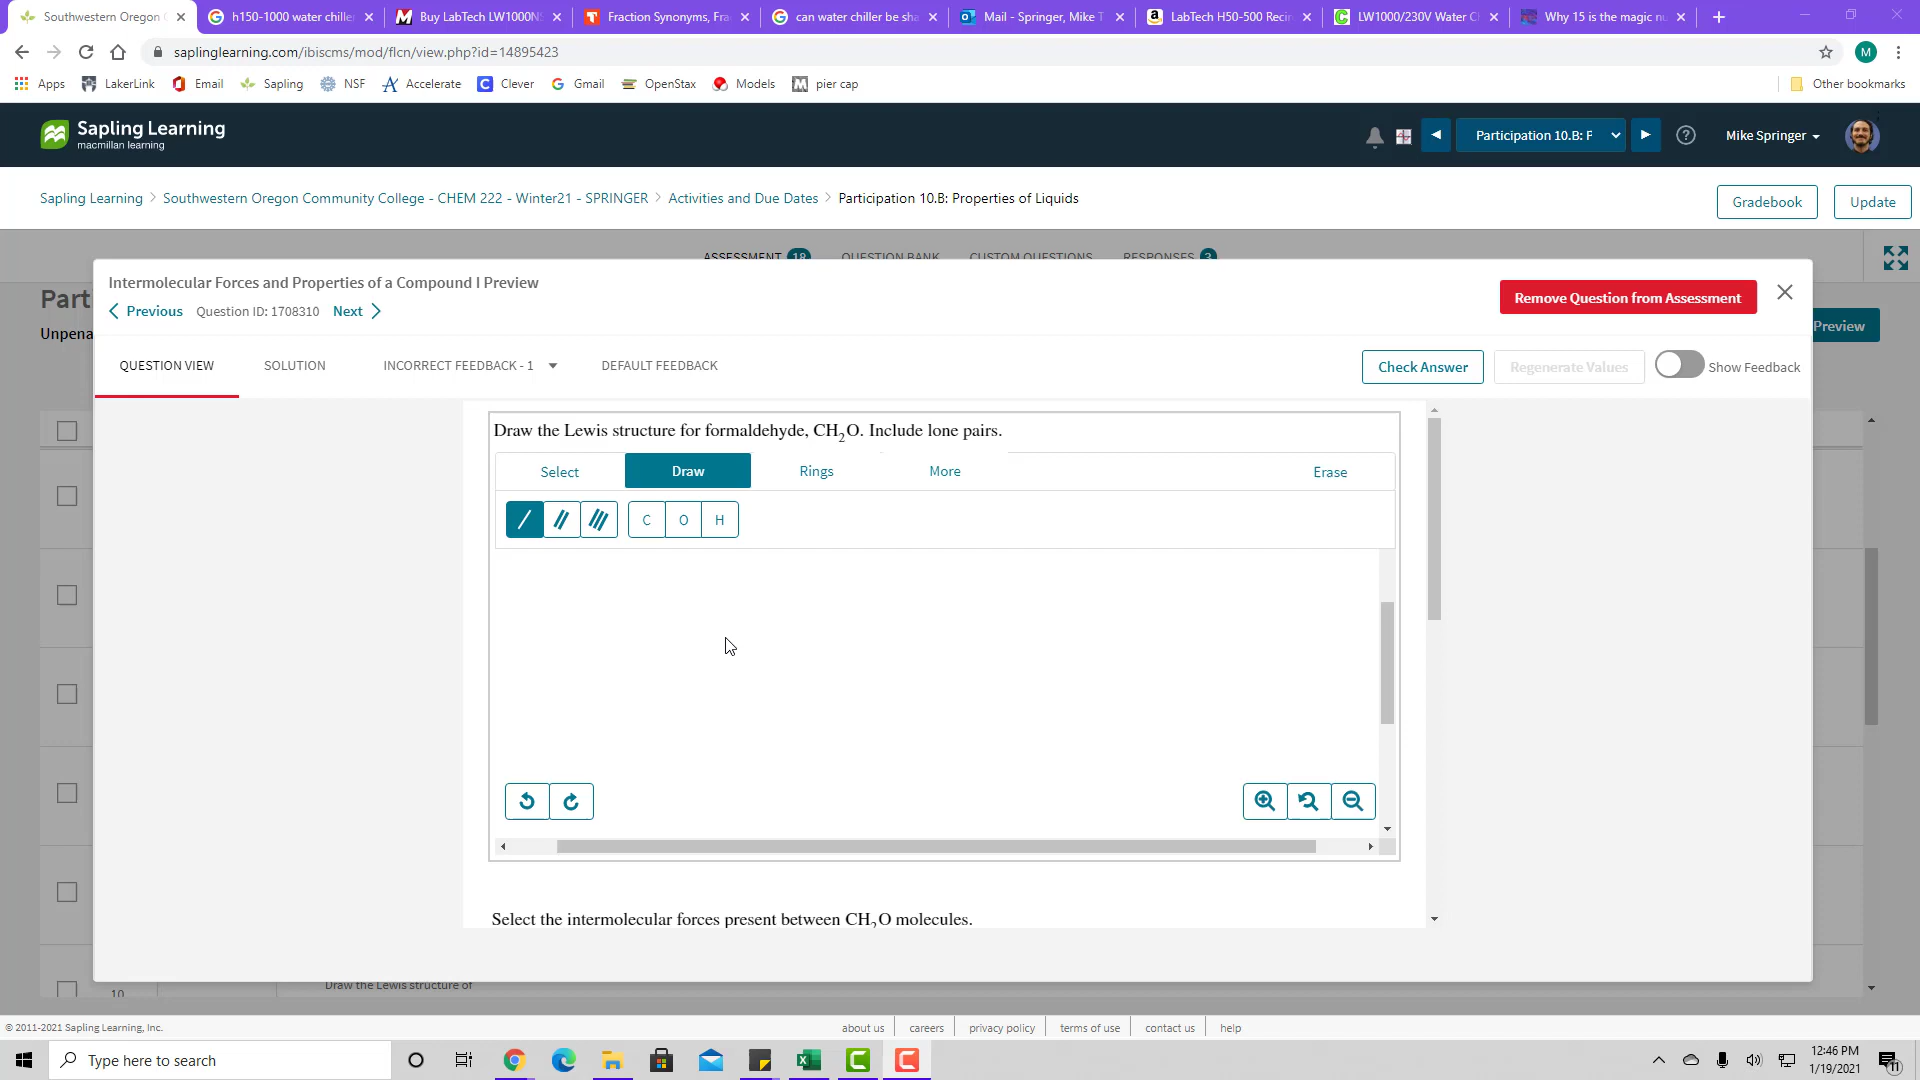 Southwestern Oregon
h150-1000 water chille
Buy LabTech LW1000N
Fraction Synonyms, Fra
can water chiller be sha
Mail - Springer, Mike T
LabTech H50-500 Recir
LW1000/230V Water C
Why 15 is the magic nu
saplinglearning.com/ibiscms/mod/flcn/view.php?id=14895423
M
Apps
LakerLink
Email
Sapling
NSF
Accelerate
Clever
Gmail
OpenStax
Models
pier cap
Other bookmarks
Sapling Learning
macmillan learning
Participation 10.B: P
Mike Springer
Sapling Learning > Southwestern Oregon Community College - CHEM 222 - Winter21 - SPRINGER > Activities and Due Dates > Participation 10.B: Properties of Liquids
Gradebook
Update
ASSESSMENT 18
QUESTION BANK
CUSTOM QUESTIONS
RESPONSES 3
Part
Unpena
Preview
Intermolecular Forces and Properties of a Compound I Preview
Previous Question ID: 1708310 Next
Remove Question from Assessment
QUESTION VIEW
SOLUTION
INCORRECT FEEDBACK - 1
DEFAULT FEEDBACK
Check Answer
Regenerate Values
Show Feedback
Draw the Lewis structure for formaldehyde, CH₂O. Include lone pairs.
Select
Draw
Rings
More
Erase
C
O
H
Select the intermolecular forces present between CH₂O molecules.
10
Draw the Lewis structure of
© 2011-2021 Sapling Learning, Inc.
about us
careers
privacy policy
terms of use
contact us
help
Type here to search
12:46 PM
1/19/2021
11